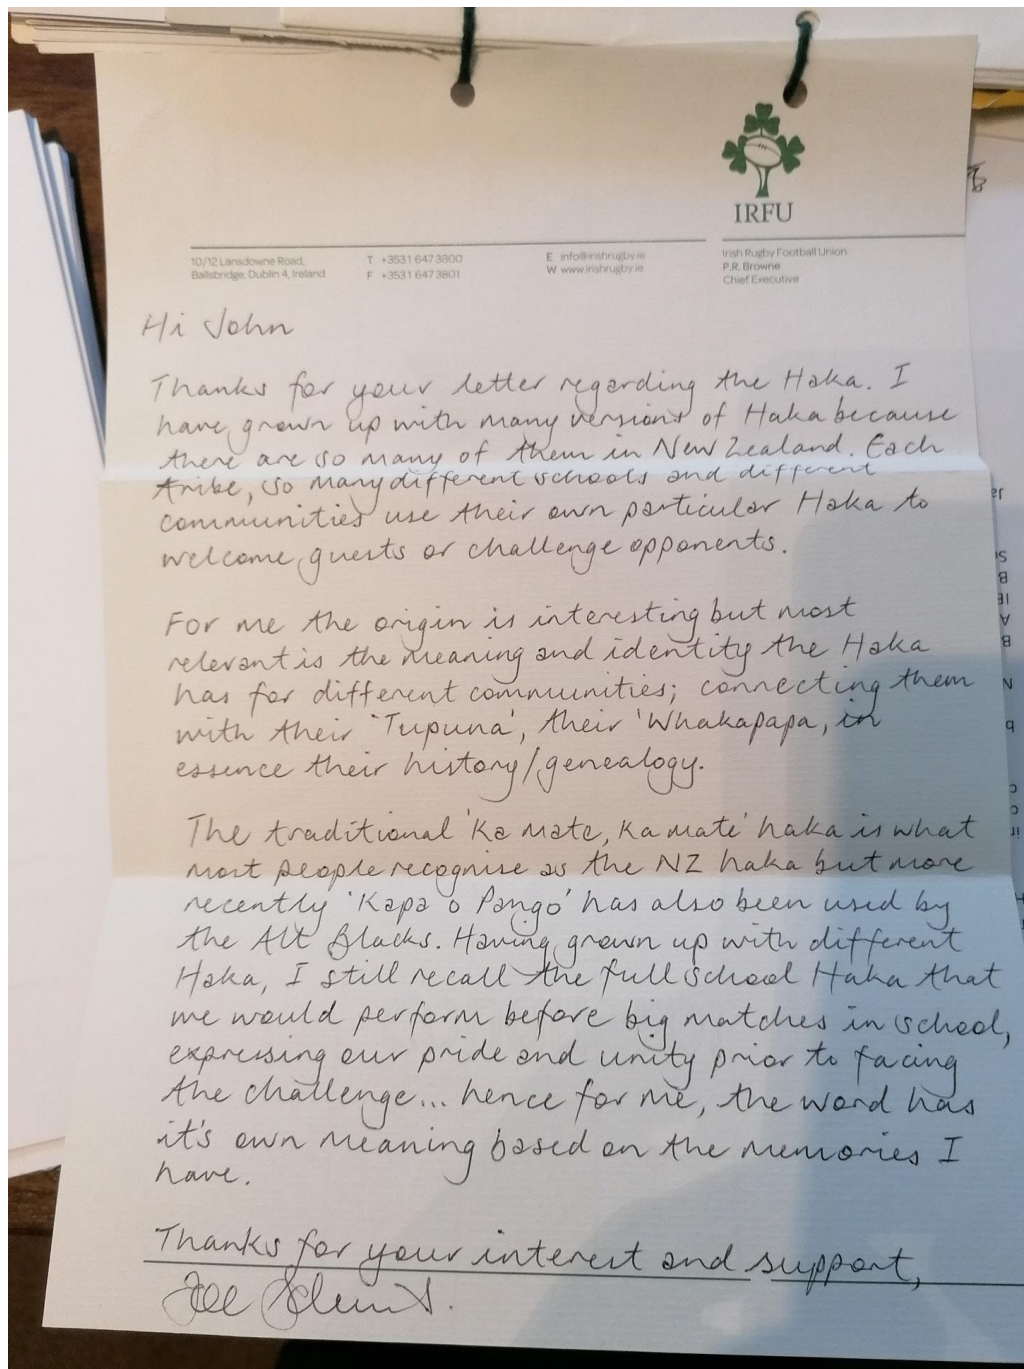 IRFU
10/12 Lansdowne Road,
Ballsbridge, Dublin 4, Ireland
T +353 1 647 3800
F +353 1 647 3801
E info@irishrugby.ie
W www.irishrugby.ie
Irish Rugby Football Union
P.R. Browne
Chief Executive
Hi John
Thanks for your letter regarding the Haka. I
have grown up with many versions of Haka because
there are so many of them in New Zealand. Each
tribe, so many different schools and different
communities use their own particular Haka to
welcome guests or challenge opponents.
For me the origin is interesting but most
relevant is the meaning and identity the Haka
has for different communities; connecting them
with their 'Tupuna', their 'Whakapapa, in
essence their history/genealogy.
The traditional 'Ka mate, Ka mate' haka is what
most people recognise as the NZ haka but more
recently 'Kapa o Pango' has also been used by
the All Blacks. Having grown up with different
Haka, I still recall the full school Haka that
we would perform before big matches in school,
expressing our pride and unity prior to facing
the challenge... hence for me, the word has
it's own meaning based on the memories I
have.
Thanks for your interest and support,
Joe Schmidt.